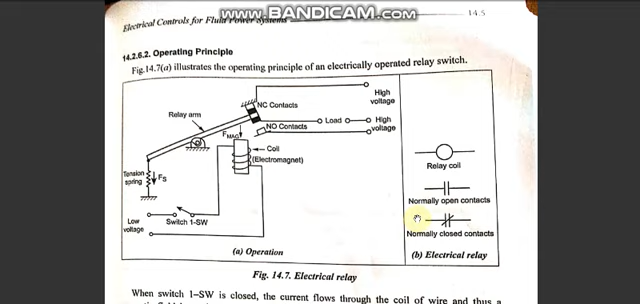 www.BANDICAM.COM
Electrical Controls for Fluid Power Systems
14.5
14.2.6.2. Operating Principle
Fig.14.7(a) illustrates the operating principle of an electrically operated relay switch.
High
voltage
NC Contacts
Relay arm
Load
High
voltage
NO Contacts
FMAG
Coil
(Electromagnet)
Relay coil
Tension
spring
FS
Normally open contacts
Low
voltage
Switch 1-SW
Normally closed contacts
(a) Operation
(b) Electrical relay
Fig. 14.7. Electrical relay
When switch 1–SW is closed, the current flows through the coil of wire and thus a